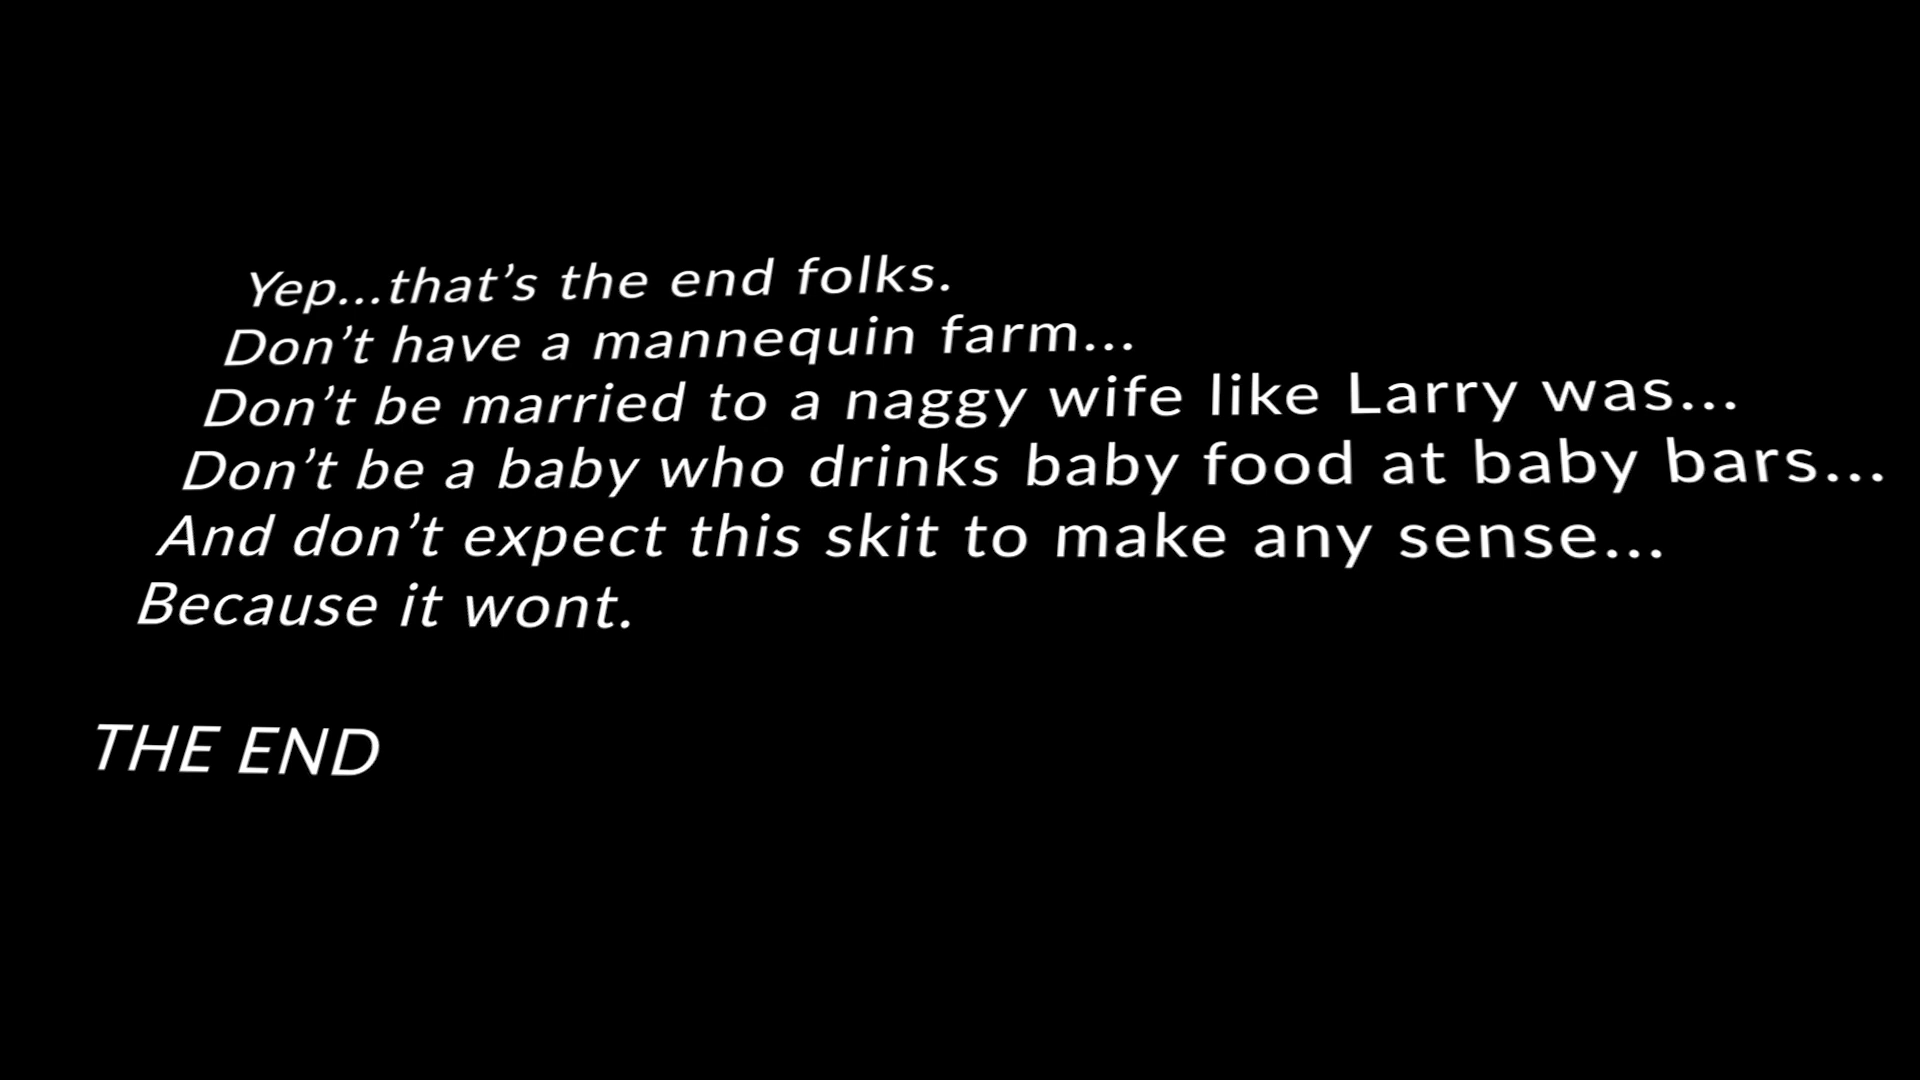 Yep...that’s the end folks.
Don’t have a mannequin farm...
Don’t be married to a naggy wife like Larry was...
Don’t be a baby who drinks baby food at baby bars...
And don’t expect this skit to make any sense...
Because it wont.
THE END